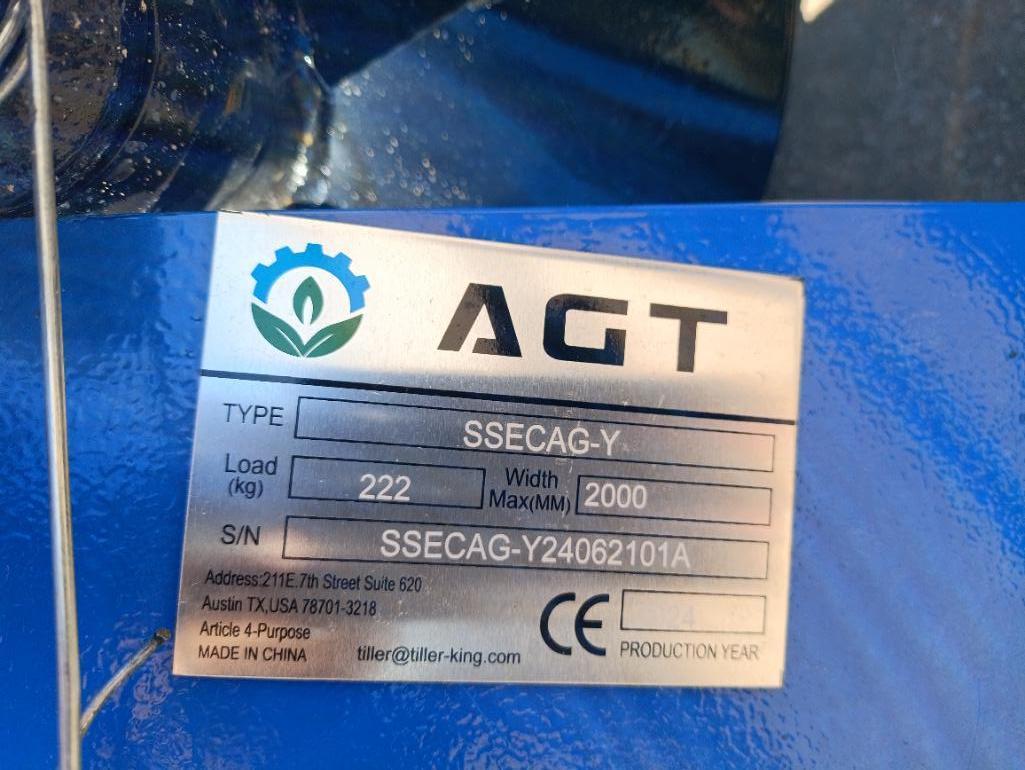 AGT
TYPE SSECAG-Y
Load (kg) 222 Width Max(MM) 2000
S/N SSECAG-Y24062101A
Address:211E.7th Street Suite 620
Austin TX,USA 78701-3218
Article 4-Purpose
MADE IN CHINA
tiller@tiller-king.com
CE
24
PRODUCTION YEAR